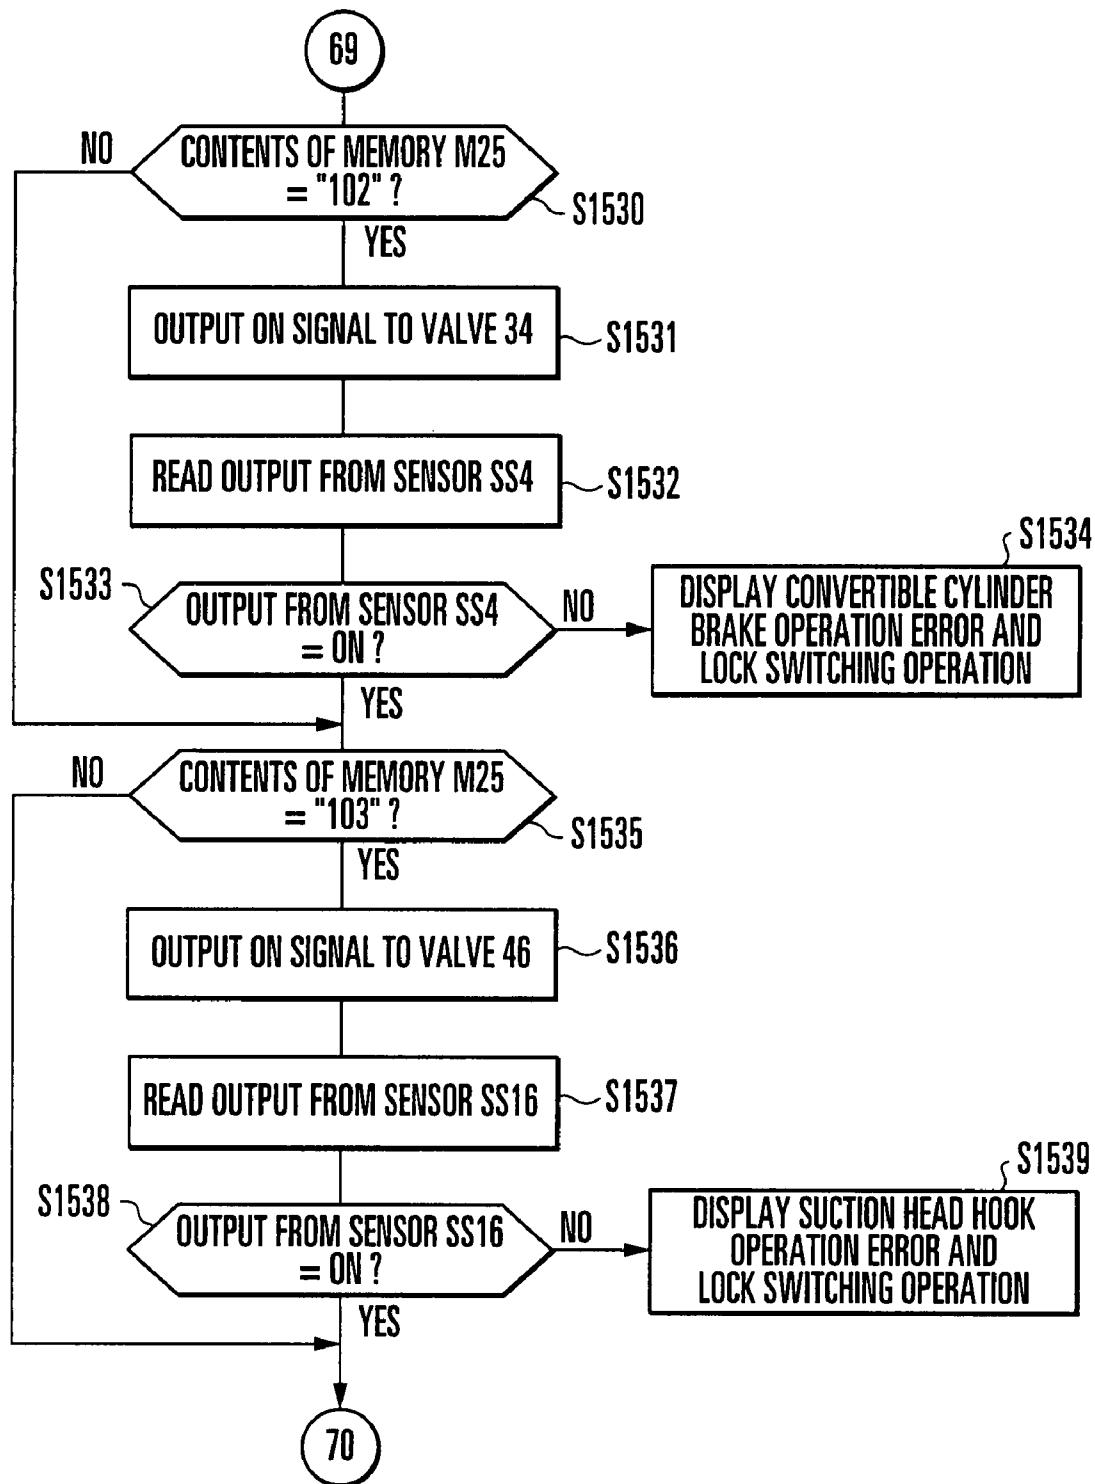 69
NO
CONTENTS OF MEMORY M25
= "102" ?
S1530
YES
OUTPUT ON SIGNAL TO VALVE 34
S1531
READ OUTPUT FROM SENSOR SS4
S1532
S1533
OUTPUT FROM SENSOR SS4
= ON ?
NO
S1534
DISPLAY CONVERTIBLE CYLINDER
BRAKE OPERATION ERROR AND
LOCK SWITCHING OPERATION
YES
NO
CONTENTS OF MEMORY M25
= "103" ?
S1535
YES
OUTPUT ON SIGNAL TO VALVE 46
S1536
READ OUTPUT FROM SENSOR SS16
S1537
S1538
OUTPUT FROM SENSOR SS16
= ON ?
NO
S1539
DISPLAY SUCTION HEAD HOOK
OPERATION ERROR AND
LOCK SWITCHING OPERATION
YES
70